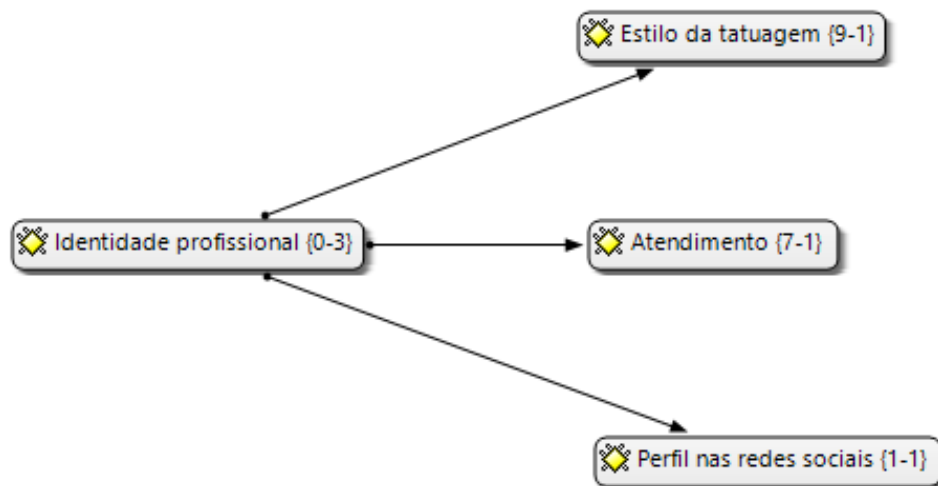 Estilo da tatuagem {9-1}
Identidade profissional {0-3}
Atendimento {7-1}
Perfil nas redes sociais {1-1}